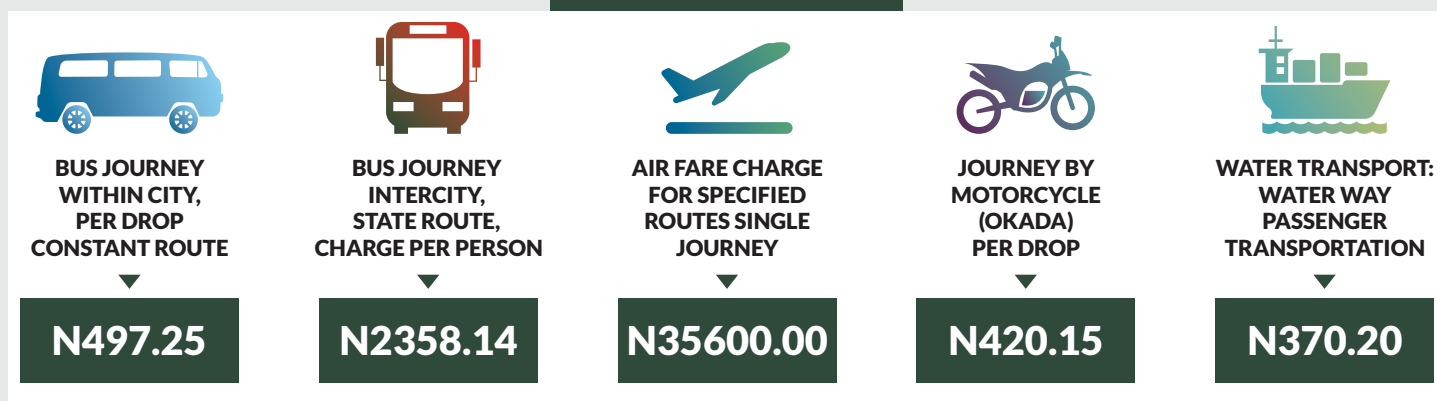 BUS JOURNEY
WITHIN CITY,
PER DROP
CONSTANT ROUTE
N497.25
BUS JOURNEY
INTERCITY,
STATE ROUTE,
CHARGE PER PERSON
N2358.14
AIR FARE CHARGE
FOR SPECIFIED
ROUTES SINGLE
JOURNEY
N35600.00
JOURNEY BY
MOTORCYCLE
(OKADA)
PER DROP
N420.15
WATER TRANSPORT:
WATER WAY
PASSENGER
TRANSPORTATION
N370.20